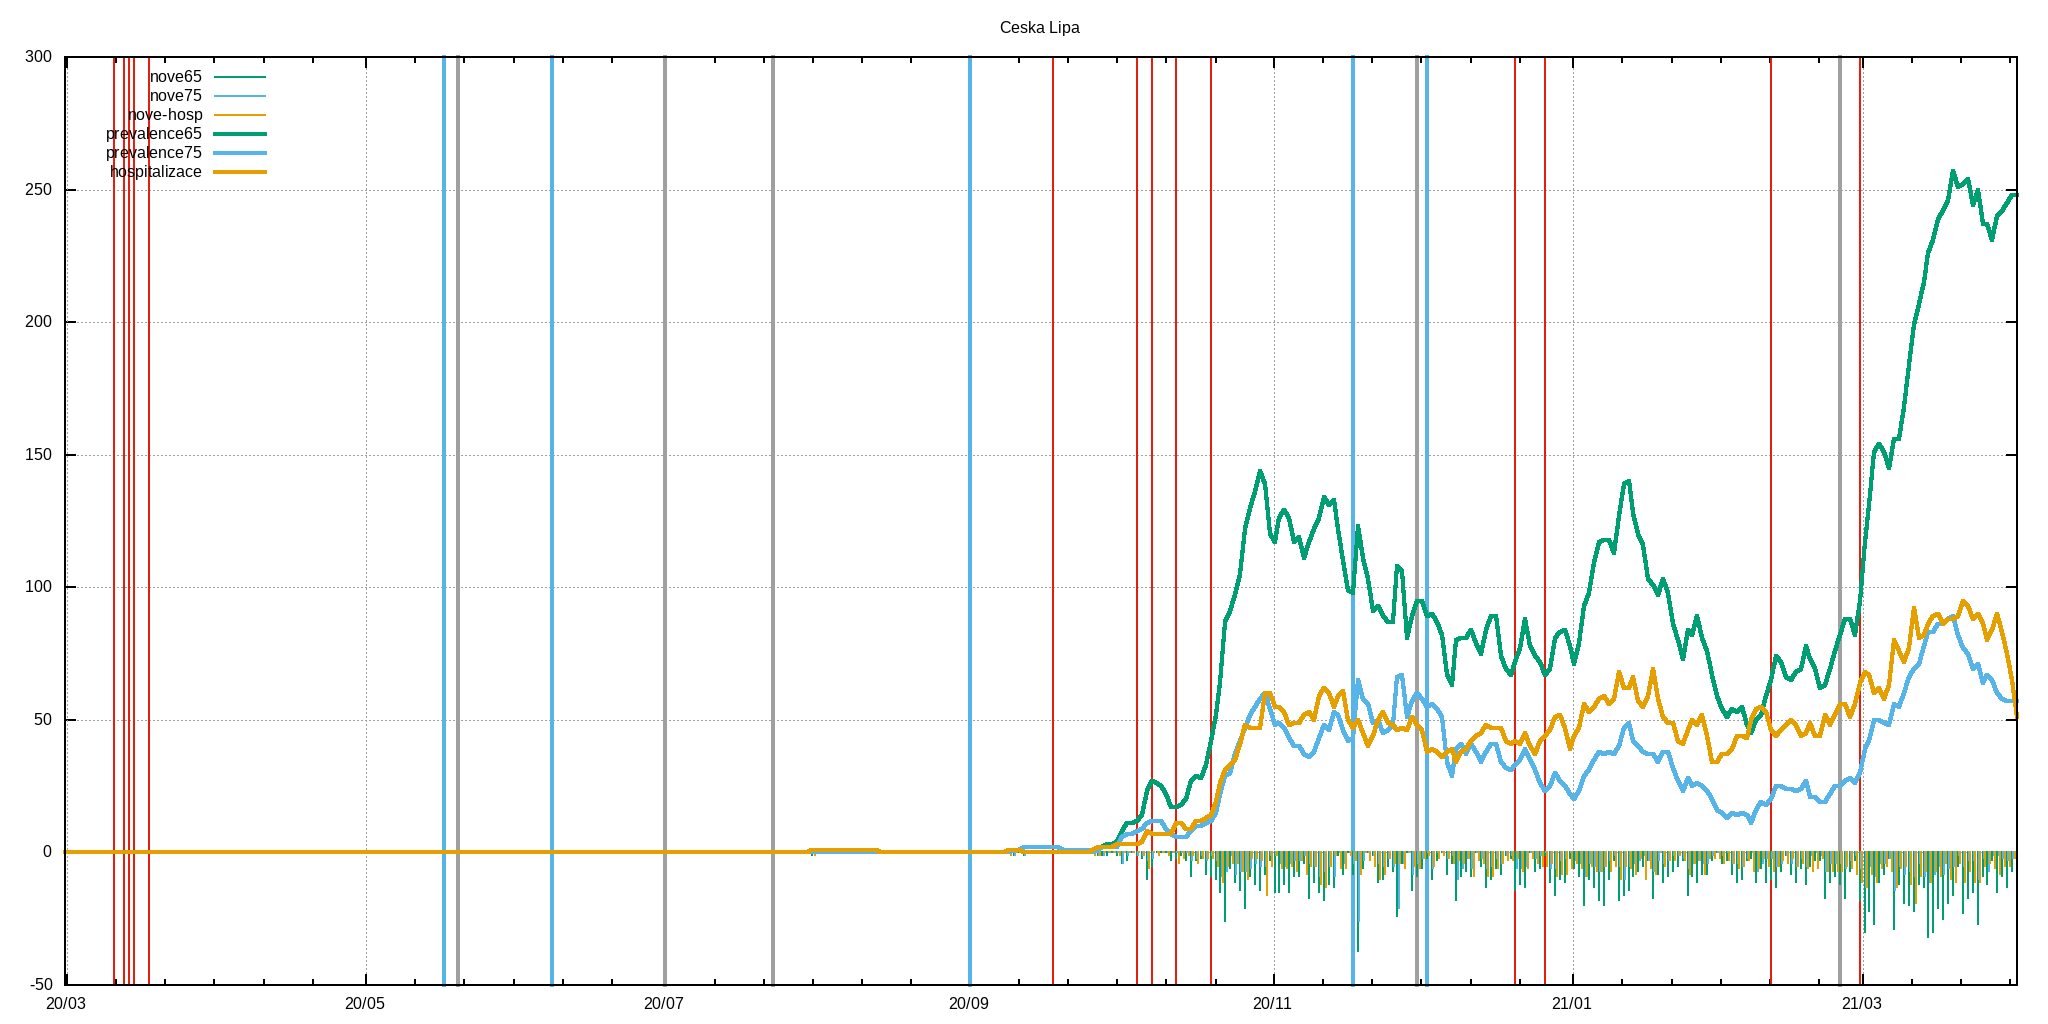 Ceska Lipa
300
250
200
150
100
50
0
-50
nove65
nove75
nove-hosp
prevalence65
prevalence75
hospitalizace
20/03 20/05 20/07 20/09 20/11 21/01 21/03